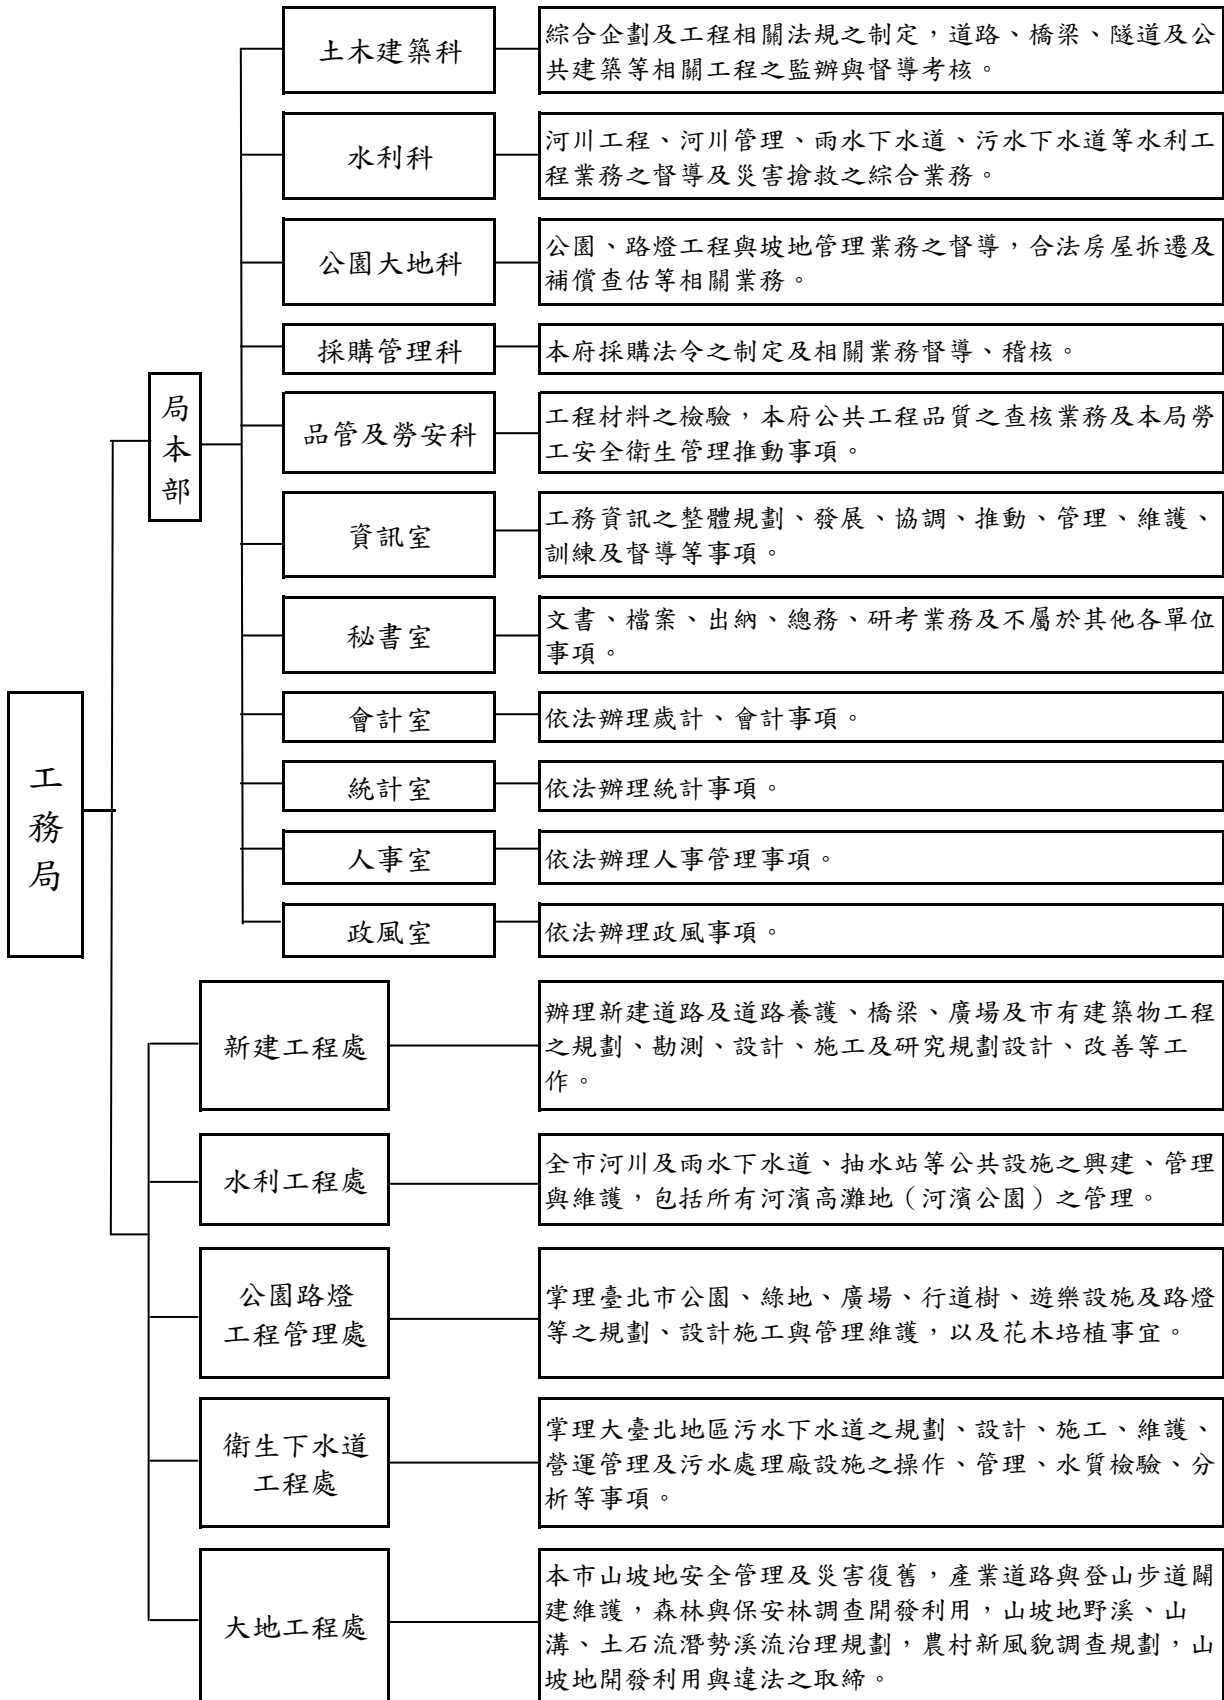 土木建築科
綜合企劃及工程相關法規之制定，道路、橋梁、隧道及公
共建築等相關工程之監辦與督導考核。
水利科
河川工程、河川管理、雨水下水道、污水下水道等水利工
程業務之督導及災害搶救之綜合業務。
公園大地科
公園、路燈工程與坡地管理業務之督導，合法房屋拆遷及
補償查估等相關業務。
採購管理科
本府採購法令之制定及相關業務督導、稽核。
局本部
品管及勞安科
工程材料之檢驗，本府公共工程品質之查核業務及本局勞
工安全衛生管理推動事項。
資訊室
工務資訊之整體規劃、發展、協調、推動、管理、維護、
訓練及督導等事項。
秘書室
文書、檔案、出納、總務、研考業務及不屬於其他各單位
事項。
會計室
依法辦理歲計、會計事項。
工務局
統計室
依法辦理統計事項。
人事室
依法辦理人事管理事項。
政風室
依法辦理政風事項。
新建工程處
辦理新建道路及道路養護、橋梁、廣場及市有建築物工程
之規劃、勘測、設計、施工及研究規劃設計、改善等工
作。
水利工程處
全市河川及雨水下水道、抽水站等公共設施之興建、管理
與維護，包括所有河濱高灘地（河濱公園）之管理。
公園路燈
工程管理處
掌理臺北市公園、綠地、廣場、行道樹、遊樂設施及路燈
等之規劃、設計施工與管理維護，以及花木培植事宜。
衛生下水道
工程處
掌理大臺北地區污水下水道之規劃、設計、施工、維護、
營運管理及污水處理廠設施之操作、管理、水質檢驗、分
析等事項。
大地工程處
本市山坡地安全管理及災害復舊，產業道路與登山步道闢
建維護，森林與保安林調查開發利用，山坡地野溪、山
溝、土石流潛勢溪流治理規劃，農村新風貌調查規劃，山
坡地開發利用與違法之取締。